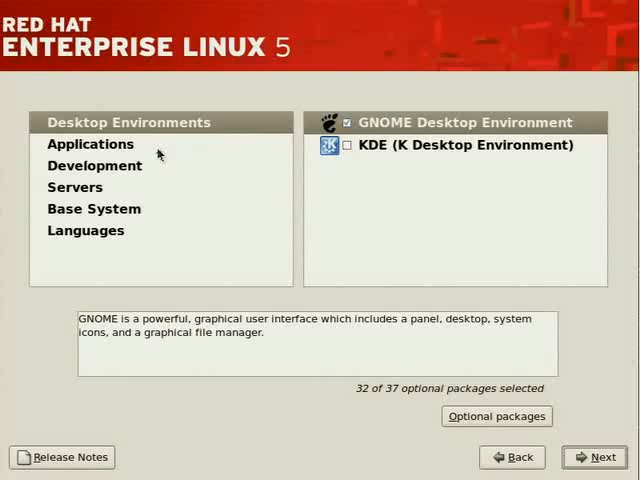 RED HAT
ENTERPRISE LINUX 5
Desktop Environments
Applications
Development
Servers
Base System
Languages
GNOME Desktop Environment
KDE (K Desktop Environment)
GNOME is a powerful, graphical user interface which includes a panel, desktop, system
icons, and a graphical file manager.
32 of 37 optional packages selected
Optional packages
Release Notes
Back
Next